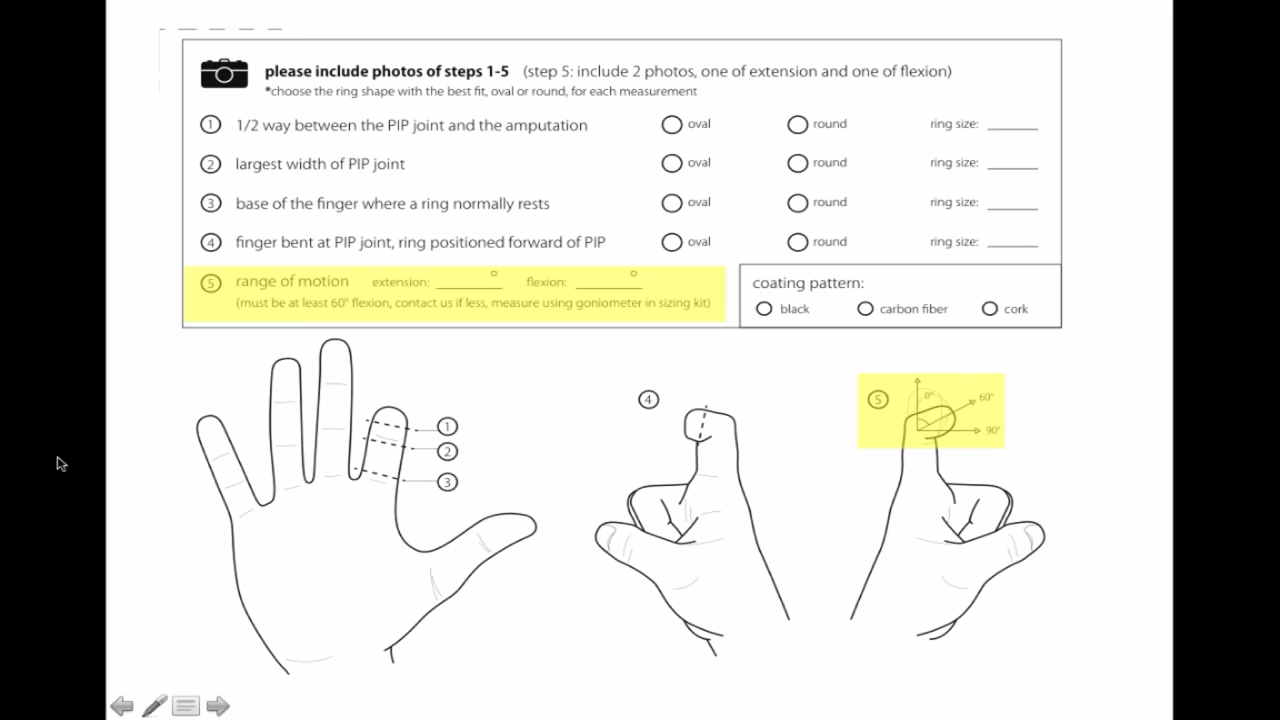 please include photos of steps 1-5 (step 5: include 2 photos, one of extension and one of flexion)
*choose the ring shape with the best fit, oval or round, for each measurement
1 1/2 way between the PIP joint and the amputation oval round ring size: ______
2 largest width of PIP joint oval round ring size: ______
3 base of the finger where a ring normally rests oval round ring size: ______
4 finger bent at PIP joint, ring positioned forward of PIP oval round ring size: ______
5 range of motion extension: ________° flexion: ________°
(must be at least 60° flexion, contact us if less, measure using goniometer in sizing kit)
coating pattern:
black carbon fiber cork
1
2
3
4
5
0°
60°
90°